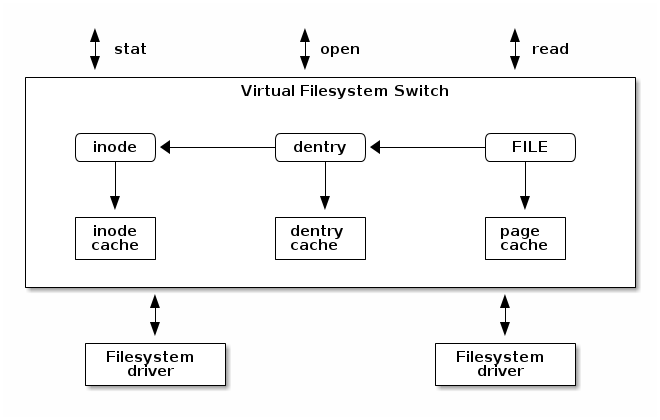 stat open read
Virtual Filesystem Switch
inode dentry FILE
inode
cache
dentry
cache
page
cache
Filesystem
driver
Filesystem
driver